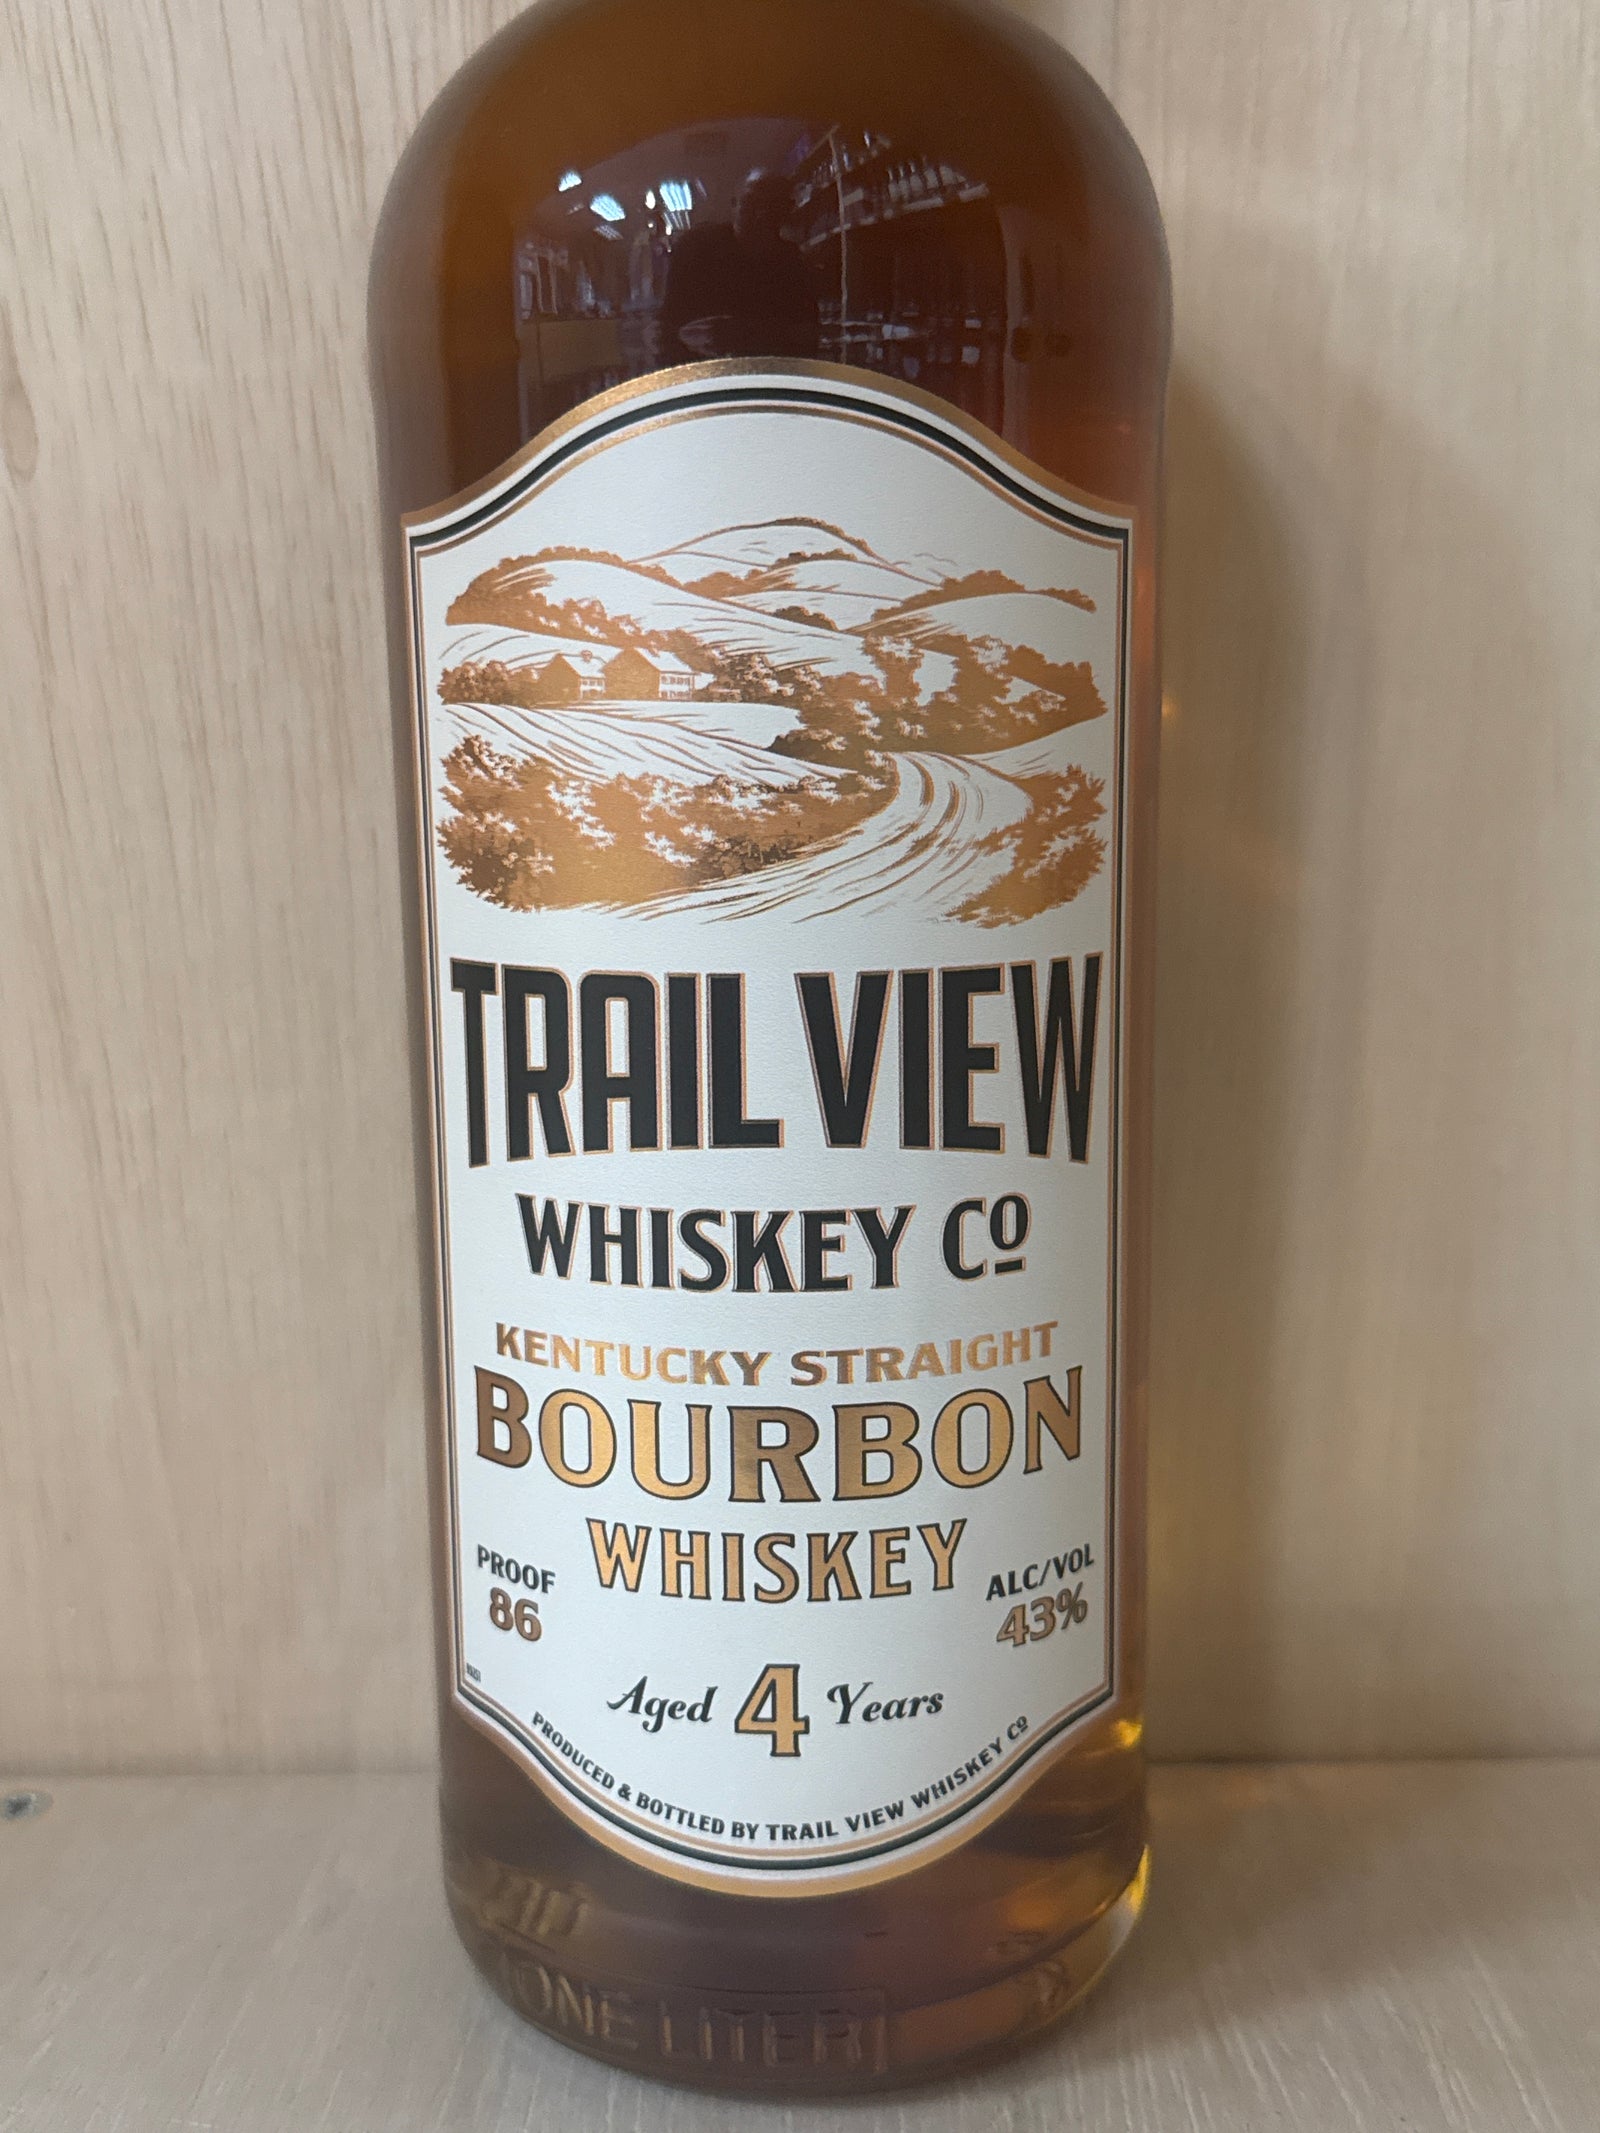 TRAIL VIEW
WHISKEY Cº
KENTUCKY STRAIGHT
BOURBON
WHISKEY
PROOF
86
ALC/VOL
43%
Aged 4 Years
PRODUCED & BOTTLED BY TRAIL VIEW WHISKEY Cº
ONE LITER